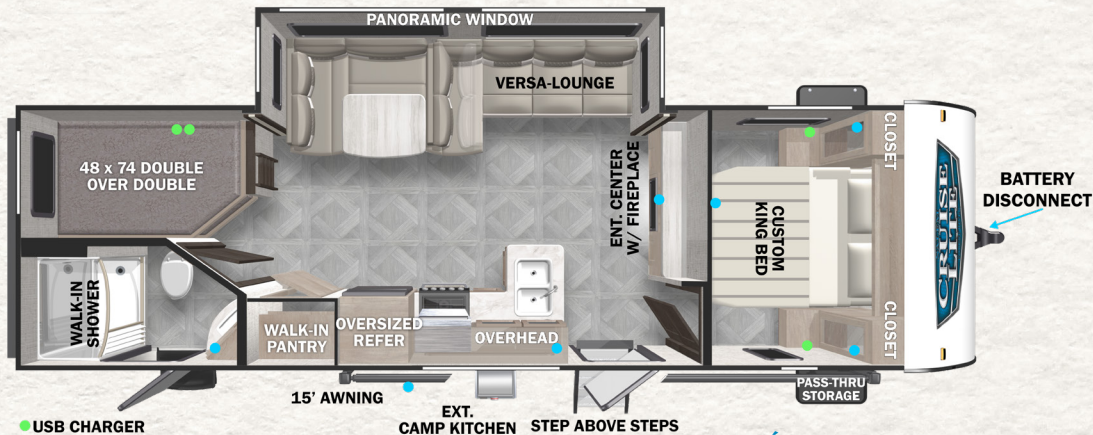 PANORAMIC WINDOW
VERSA-LOUNGE
48 x 74 DOUBLE
OVER DOUBLE
ENT. CENTER
W/ FIREPLACE
CUSTOM
KING BED
CLOSET
CLOSET
CRUISE
LITE
BATTERY
DISCONNECT
WALK-IN
SHOWER
WALK-IN
PANTRY
OVERSIZED
REFER
OVERHEAD
PASS-THRU
STORAGE
15' AWNING
EXT.
CAMP KITCHEN
STEP ABOVE STEPS
USB CHARGER